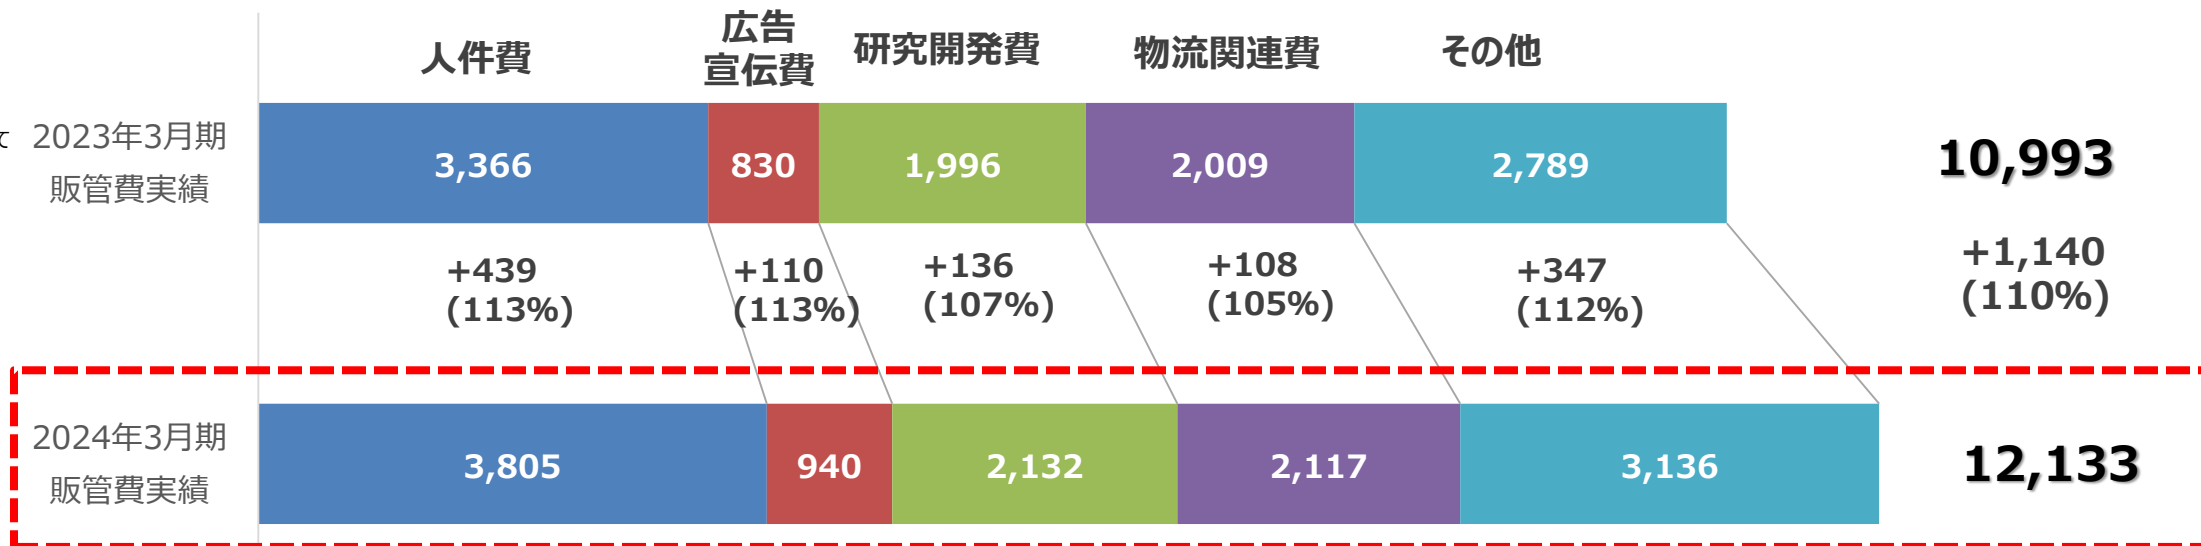 人件費
広告
宣伝費
研究開発費
物流関連費
その他
て
2023年3月期
販管費実績
3,366
830
1,996
2,009
2,789
10,993
+439
(113%)
+110
(113%)
+136
(107%)
+108
(105%)
+347
(112%)
+1,140
(110%)
2024年3月期
販管費実績
3,805
940
2,132
2,117
3,136
12,133